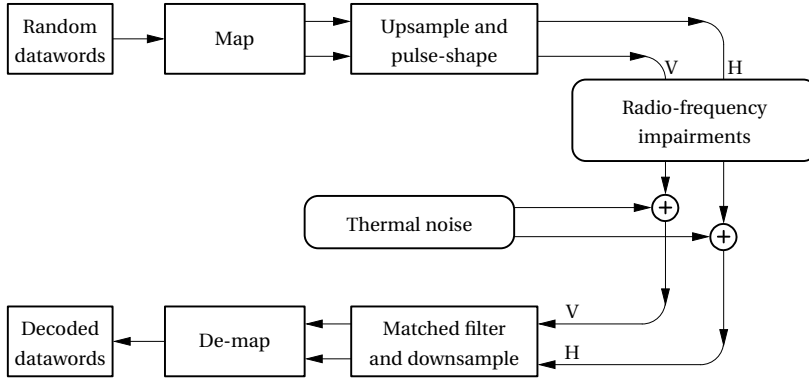 Random
datawords
Map
Upsample and
pulse-shape
V
H
Radio-frequency
impairments
Thermal noise
+
+
Decoded
datawords
De-map
Matched filter
and downsample
V
H